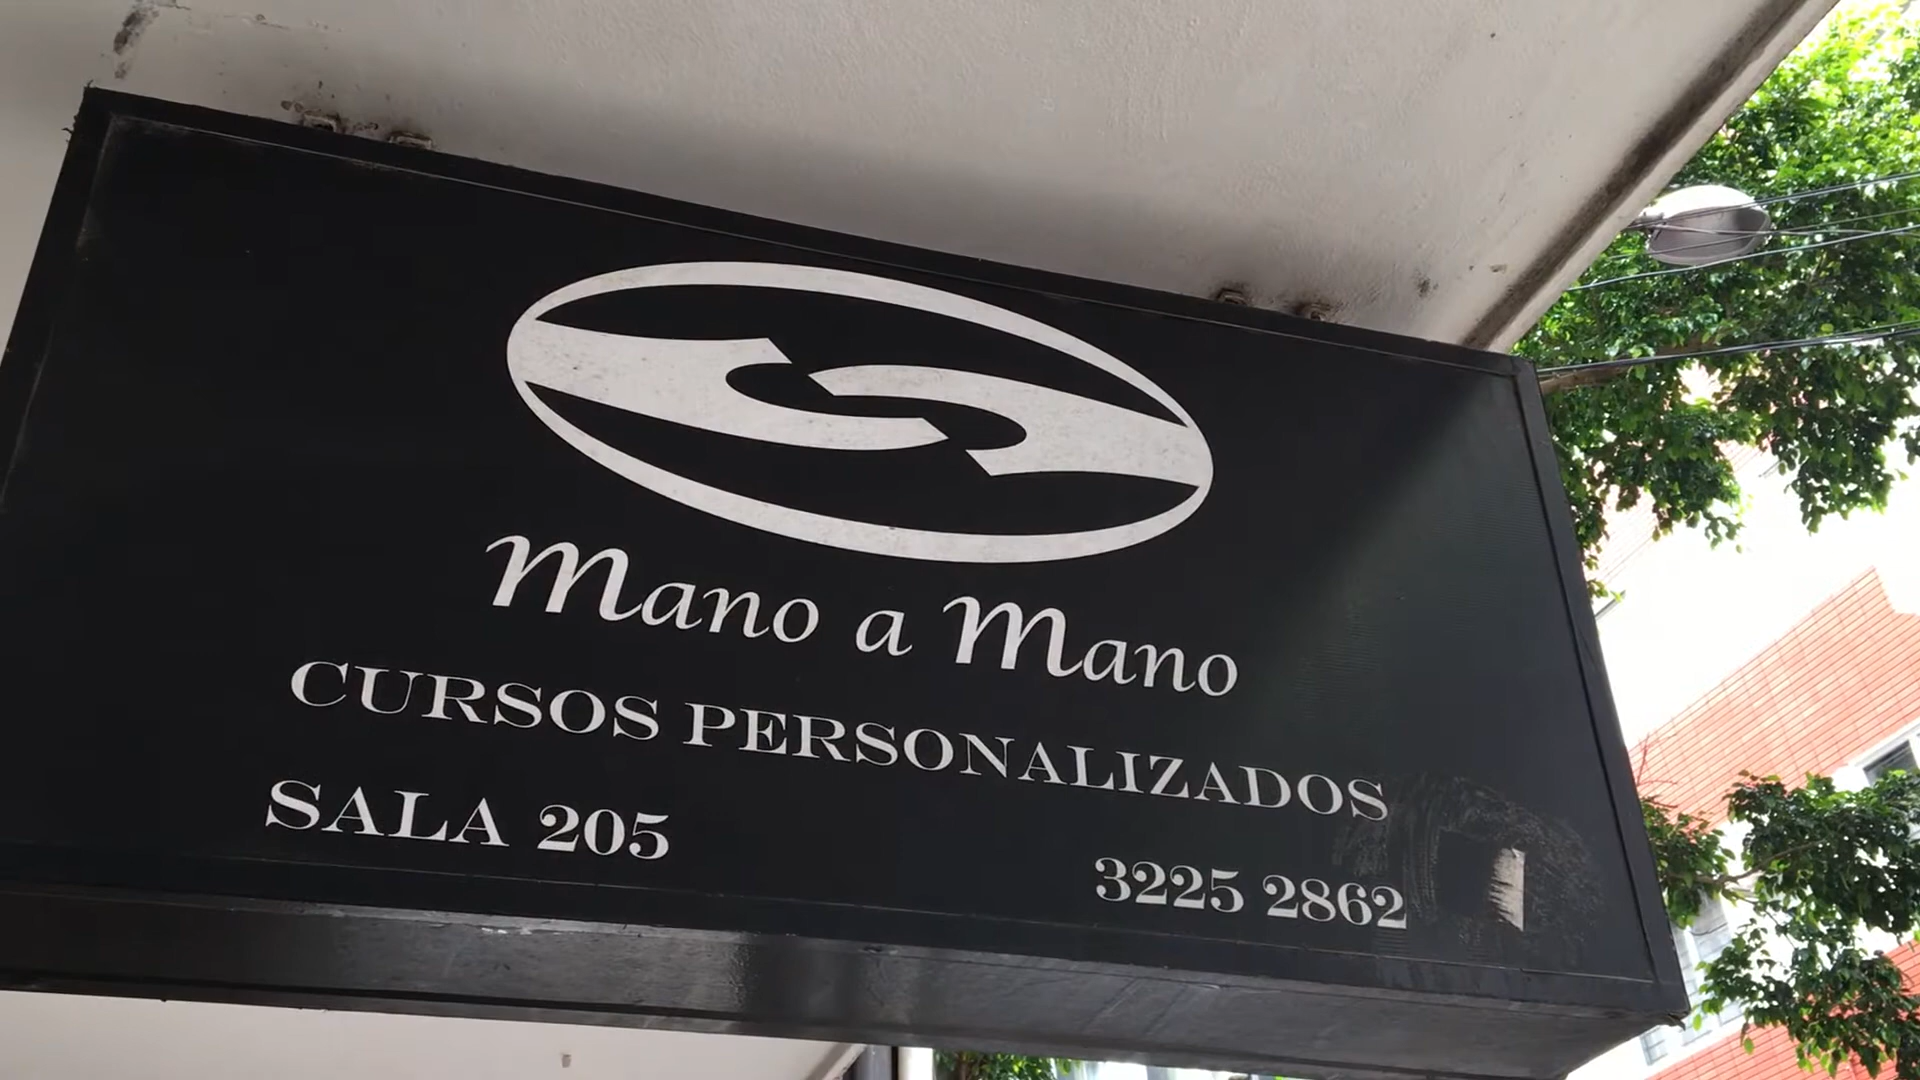 Mano a Mano
CURSOS PERSONALIZADOS
SALA 205
3225 2862